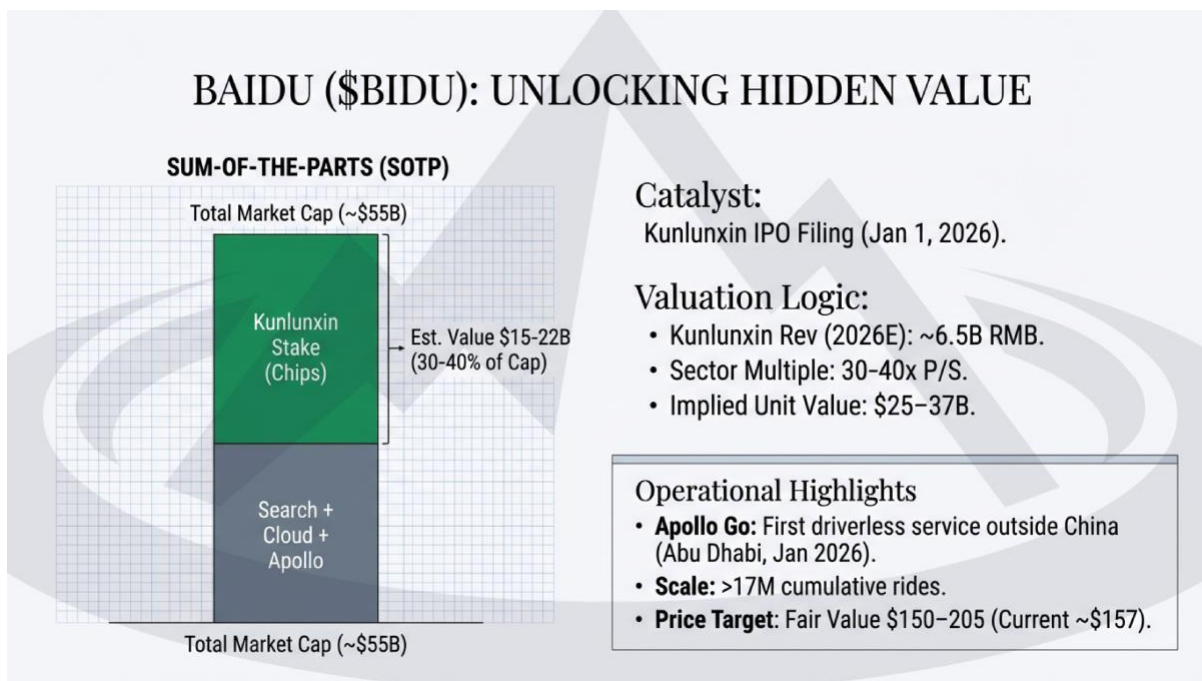 BAIDU ($BIDU): UNLOCKING HIDDEN VALUE
SUM-OF-THE-PARTS (SOTP)
Total Market Cap (~$55B)
Kunlunxin
Stake
(Chips)
Est. Value $15-22B
(30-40% of Cap)
Search +
Cloud +
Apollo
Total Market Cap (~$55B)
Catalyst:
Kunlunxin IPO Filing (Jan 1, 2026).
Valuation Logic:
• Kunlunxin Rev (2026E): ~6.5B RMB.
• Sector Multiple: 30-40x P/S.
• Implied Unit Value: $25–37B.
Operational Highlights
• Apollo Go: First driverless service outside China
(Abu Dhabi, Jan 2026).
• Scale: >17M cumulative rides.
• Price Target: Fair Value $150–205 (Current ~$157).